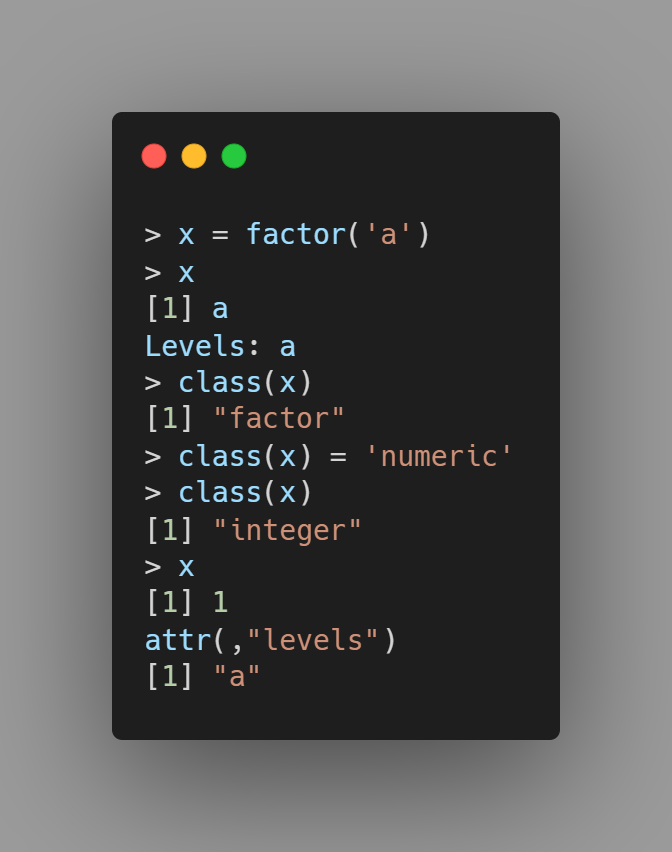 > x = factor('a')
> x
[1] a
Levels: a
> class(x)
[1] "factor"
> class(x) = 'numeric'
> class(x)
[1] "integer"
> x
[1] 1
attr(,"levels")
[1] "a"